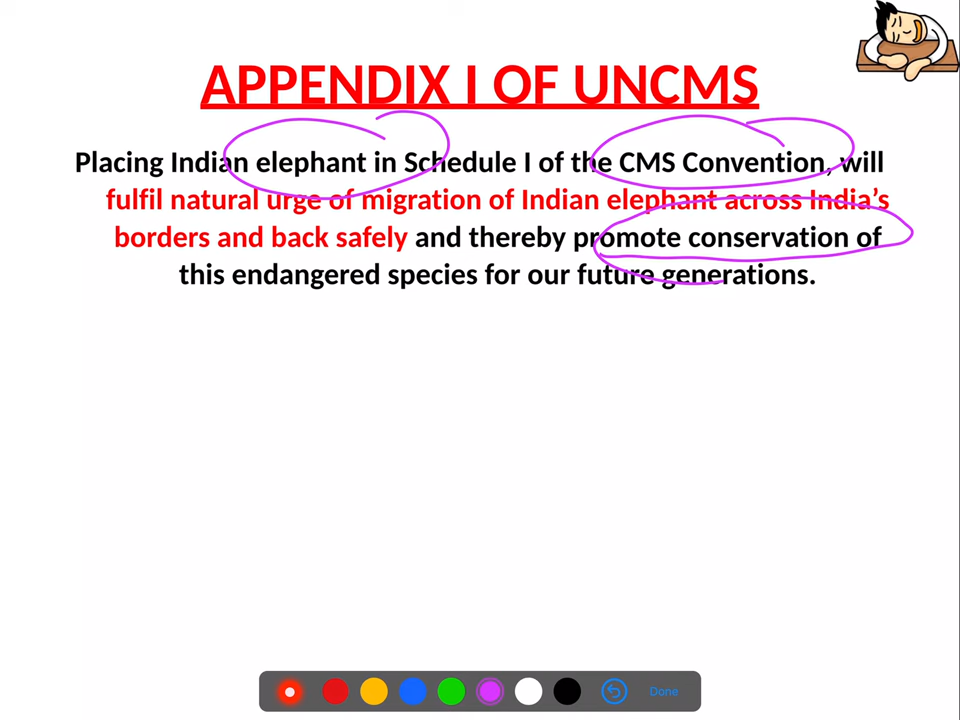 APPENDIX I OF UNCMS
Placing Indian elephant in Schedule I of the CMS Convention, will
fulfil natural urge of migration of Indian elephant across India’s
borders and back safely and thereby promote conservation of
this endangered species for our future generations.
Done